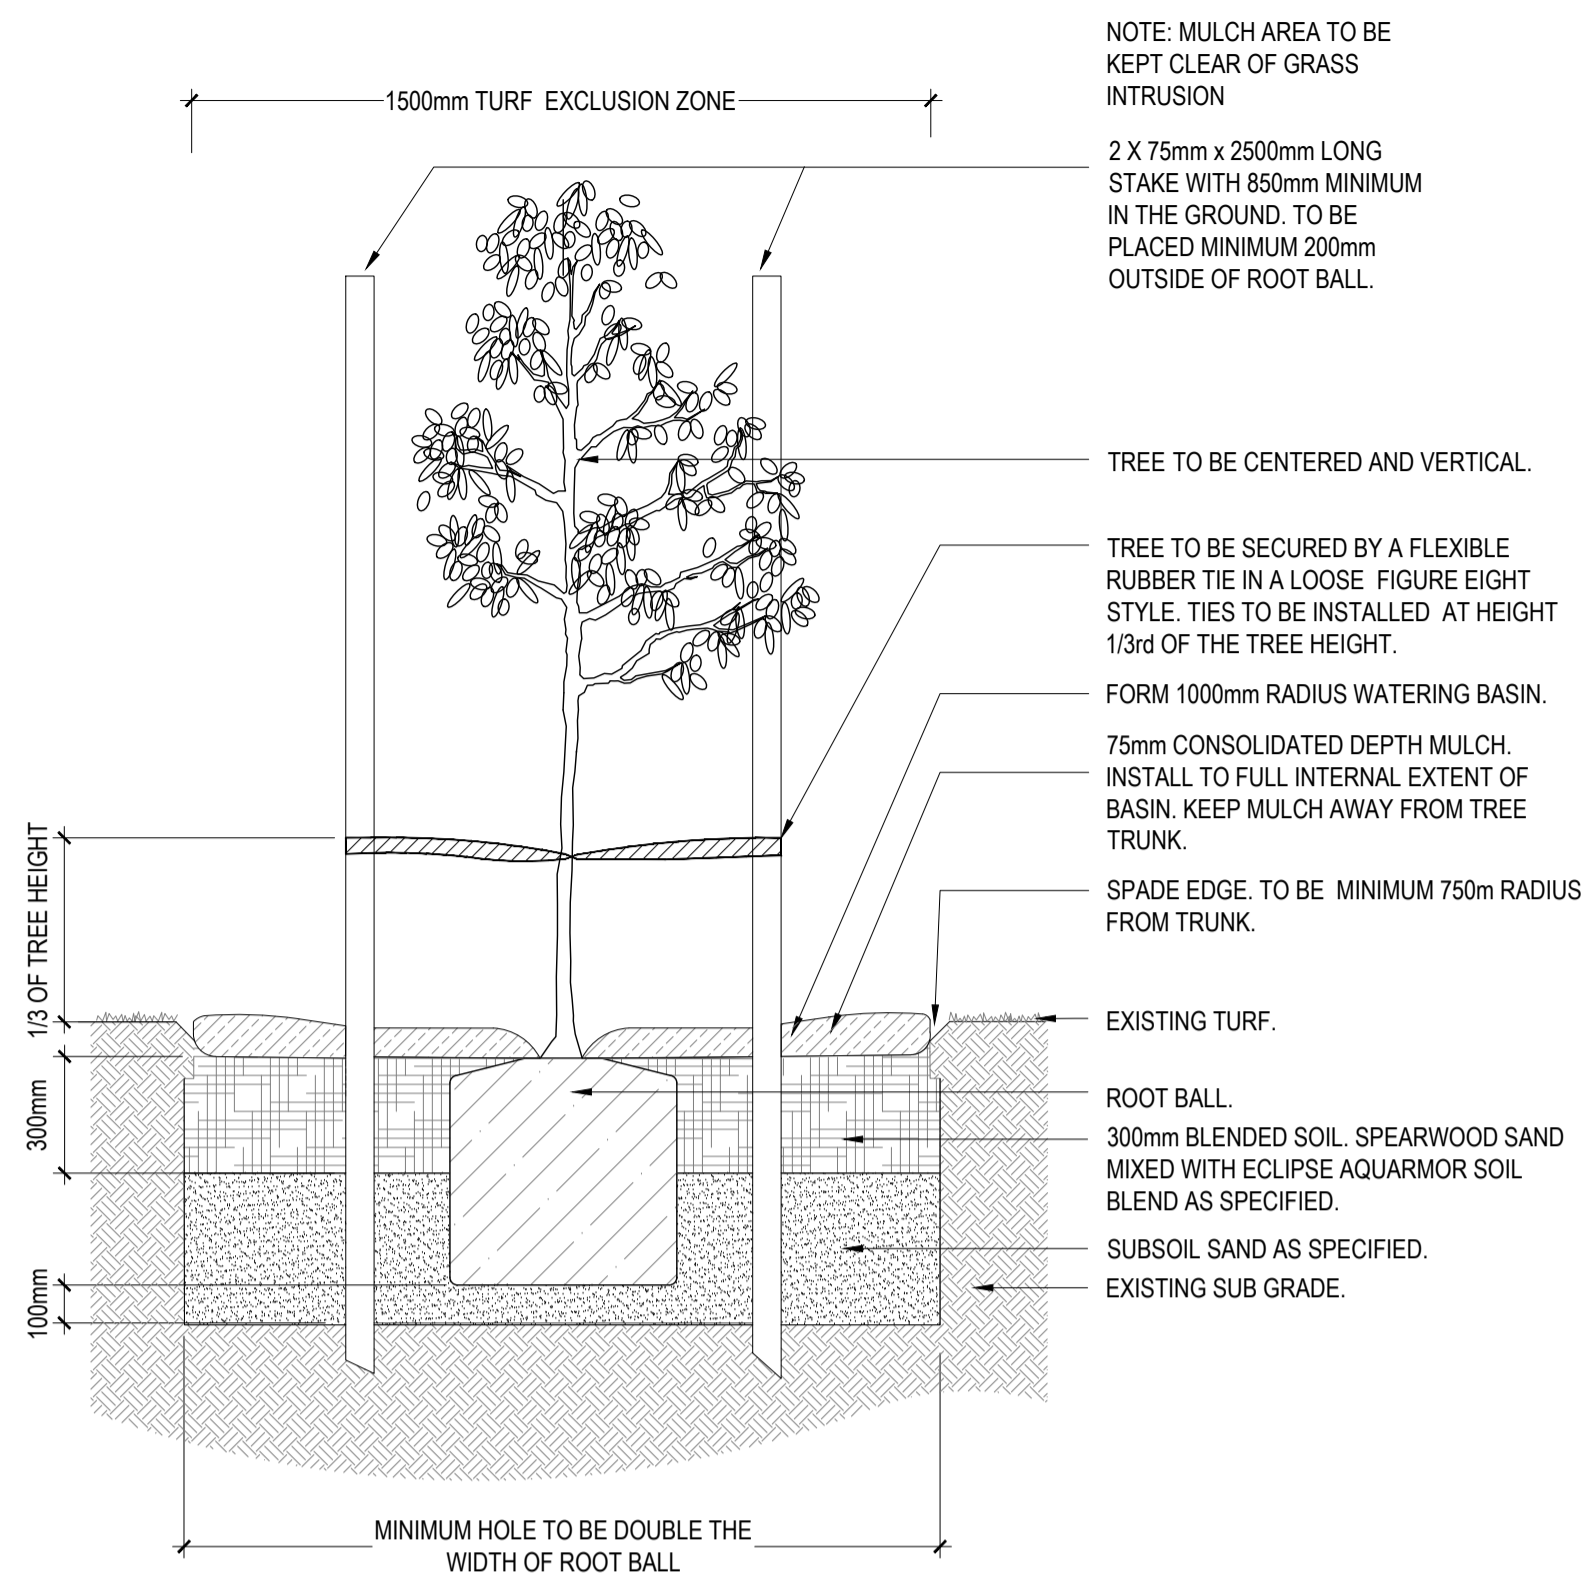 NOTE: MULCH AREA TO BE
KEPT CLEAR OF GRASS
INTRUSION
1500mm TURF EXCLUSION ZONE
2 X 75mm x 2500mm LONG
STAKE WITH 850mm MINIMUM
IN THE GROUND. TO BE
PLACED MINIMUM 200mm
OUTSIDE OF ROOT BALL.
TREE TO BE CENTERED AND VERTICAL.
TREE TO BE SECURED BY A FLEXIBLE
RUBBER TIE IN A LOOSE FIGURE EIGHT
STYLE. TIES TO BE INSTALLED AT HEIGHT
1/3rd OF THE TREE HEIGHT.
FORM 1000mm RADIUS WATERING BASIN.
75mm CONSOLIDATED DEPTH MULCH.
INSTALL TO FULL INTERNAL EXTENT OF
BASIN. KEEP MULCH AWAY FROM TREE
TRUNK.
SPADE EDGE. TO BE MINIMUM 750m RADIUS
FROM TRUNK.
1/3 OF TREE HEIGHT
EXISTING TURF.
ROOT BALL.
300mm
300mm BLENDED SOIL. SPEARWOOD SAND
MIXED WITH ECLIPSE AQUARMOR SOIL
BLEND AS SPECIFIED.
SUBSOIL SAND AS SPECIFIED.
EXISTING SUB GRADE.
100mm
MINIMUM HOLE TO BE DOUBLE THE
WIDTH OF ROOT BALL